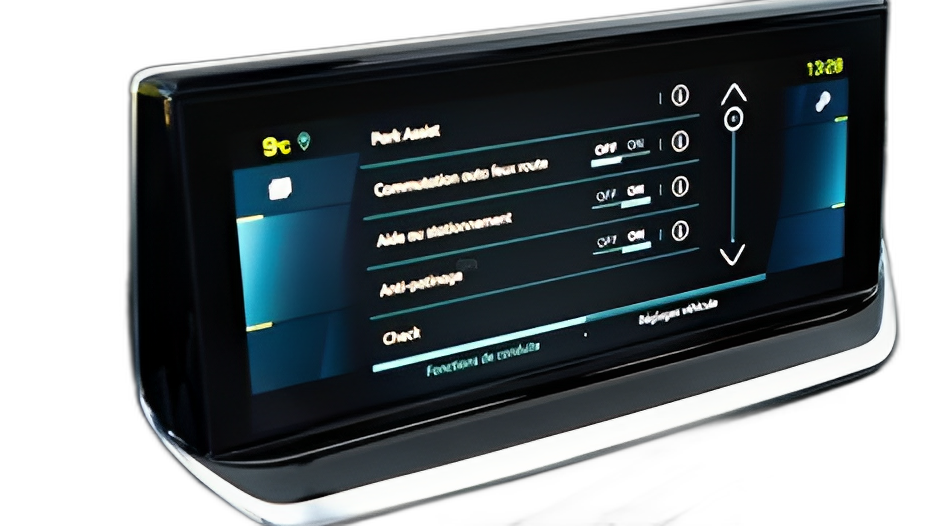 9°C
13:20
Park Assist
Commutation auto feux route OFF ON
Aide au stationnement OFF ON
Anti-patinage OFF ON
Check
Fonctions de conduite
Réglages véhicule